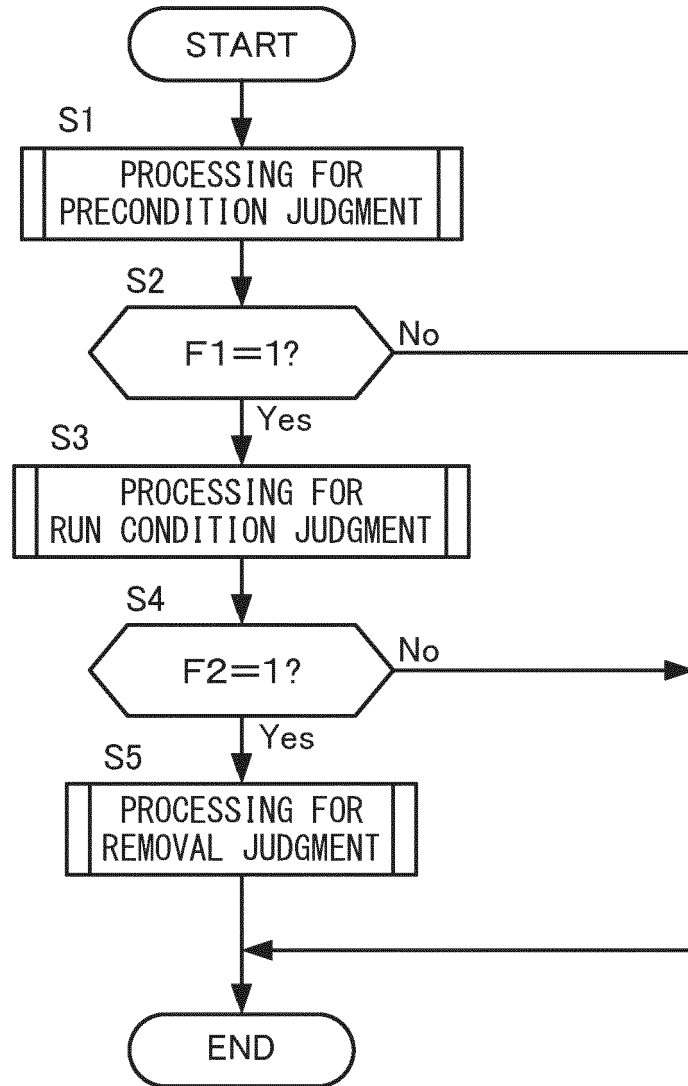 START
S1
PROCESSING FOR
PRECONDITION JUDGMENT
S2
F1=1?
No
Yes
S3
PROCESSING FOR
RUN CONDITION JUDGMENT
S4
F2=1?
No
Yes
S5
PROCESSING FOR
REMOVAL JUDGMENT
END